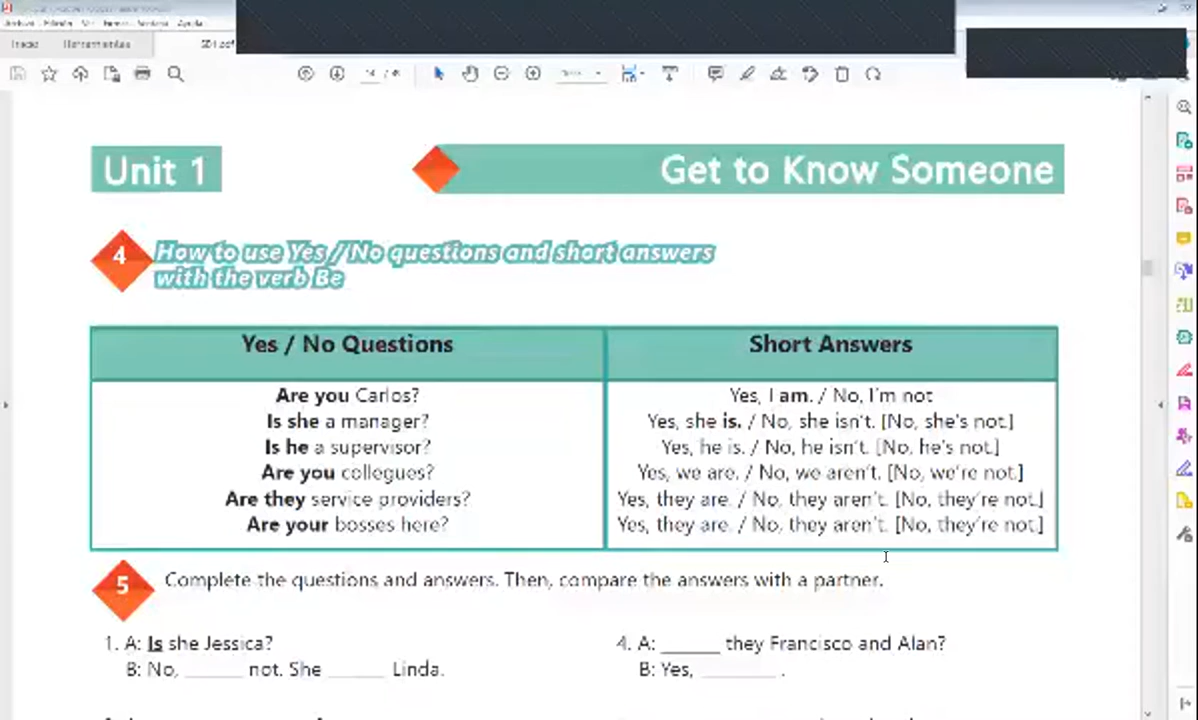 Inicio Herramientas
Unit 1
Get to Know Someone
4 How to use Yes / No questions and short answers
with the verb Be
Yes / No Questions Short Answers
Are you Carlos? Yes, I am. / No, I'm not
Is she a manager? Yes, she is. / No, she isn't. [No, she's not.]
Is he a supervisor? Yes, he is. / No, he isn't. [No, he's not.]
Are you collegues? Yes, we are. / No, we aren't. [No, we're not.]
Are they service providers? Yes, they are. / No, they aren't. [No, they're not.]
Are your bosses here? Yes, they are. / No, they aren't. [No, they're not.]
5 Complete the questions and answers. Then, compare the answers with a partner.
1. A: Is she Jessica?
B: No, ______ not. She ______ Linda.
4. A: ______ they Francisco and Alan?
B: Yes, ________ .